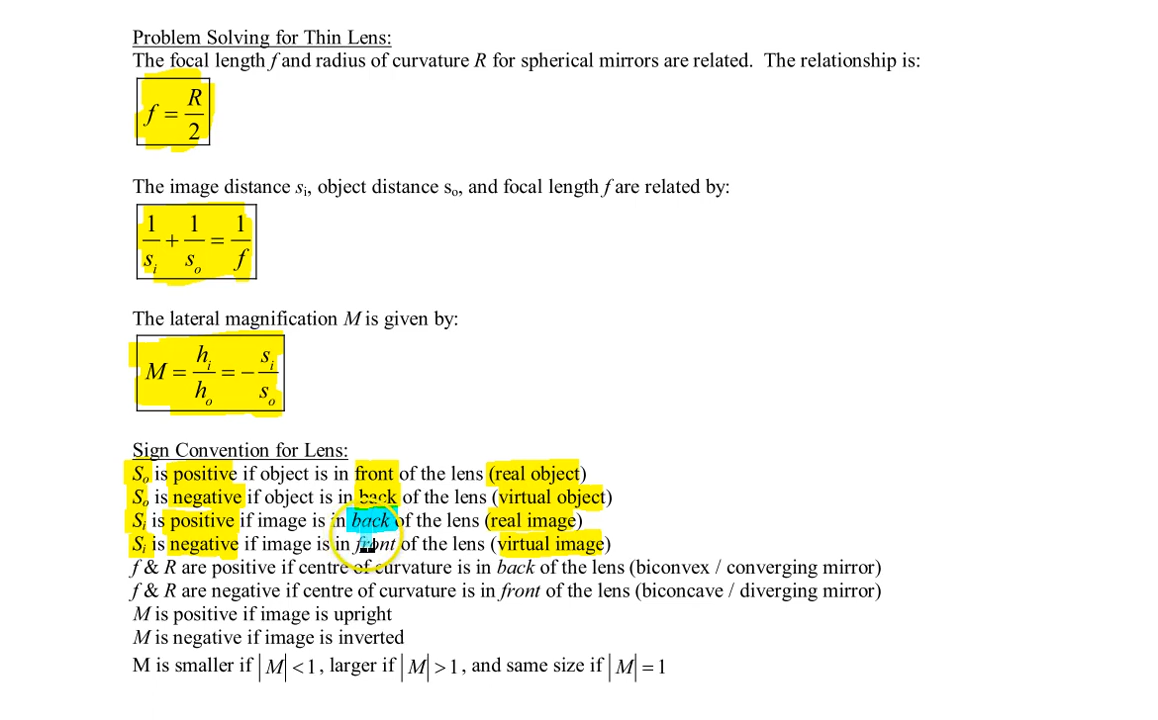 Problem Solving for Thin Lens:
The focal length f and radius of curvature R for spherical mirrors are related. The relationship is:
f = R/2
The image distance sᵢ, object distance sₒ, and focal length f are related by:
1/sᵢ + 1/sₒ = 1/f
The lateral magnification M is given by:
M = hᵢ/hₒ = − sᵢ/sₒ
Sign Convention for Lens:
Sₒ is positive if object is in front of the lens (real object)
Sₒ is negative if object is in back of the lens (virtual object)
Sᵢ is positive if image is in back of the lens (real image)
Sᵢ is negative if image is in front of the lens (virtual image)
f & R are positive if centre of curvature is in back of the lens (biconvex / converging mirror)
f & R are negative if centre of curvature is in front of the lens (biconcave / diverging mirror)
M is positive if image is upright
M is negative if image is inverted
M is smaller if |M| < 1, larger if |M| > 1, and same size if |M| = 1